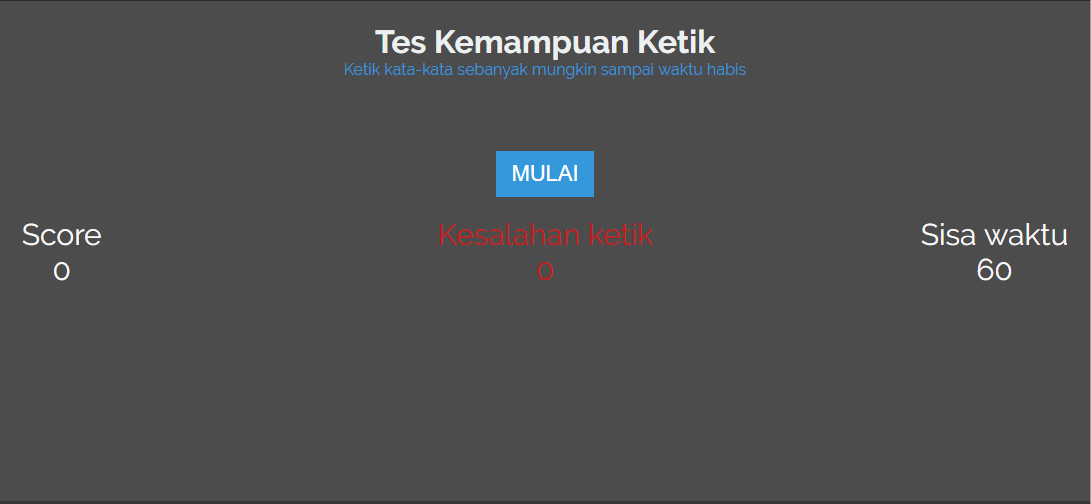 Tes Kemampuan Ketik
Ketik kata-kata sebanyak mungkin sampai waktu habis
MULAI
Score
0
Kesalahan ketik
0
Sisa waktu
60